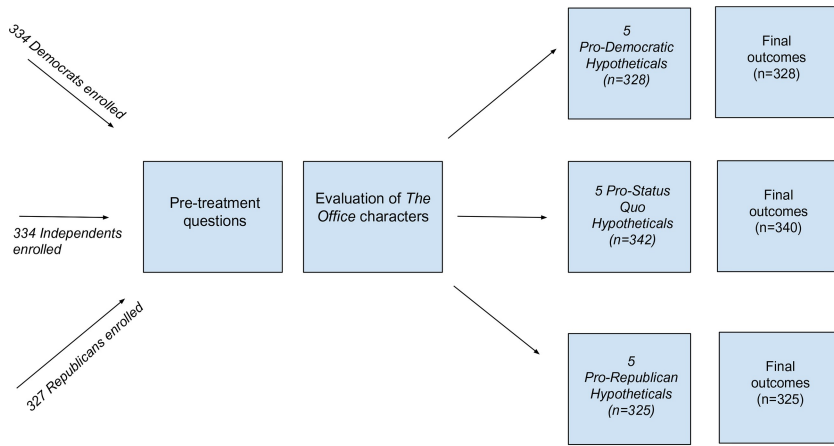 334 Democrats enrolled
334 Independents
enrolled
327 Republicans enrolled
Pre-treatment
questions
Evaluation of The
Office characters
5
Pro-Democratic
Hypotheticals
(n=328)
Final
outcomes
(n=328)
5 Pro-Status
Quo
Hypotheticals
(n=342)
Final
outcomes
(n=340)
5
Pro-Republican
Hypotheticals
(n=325)
Final
outcomes
(n=325)